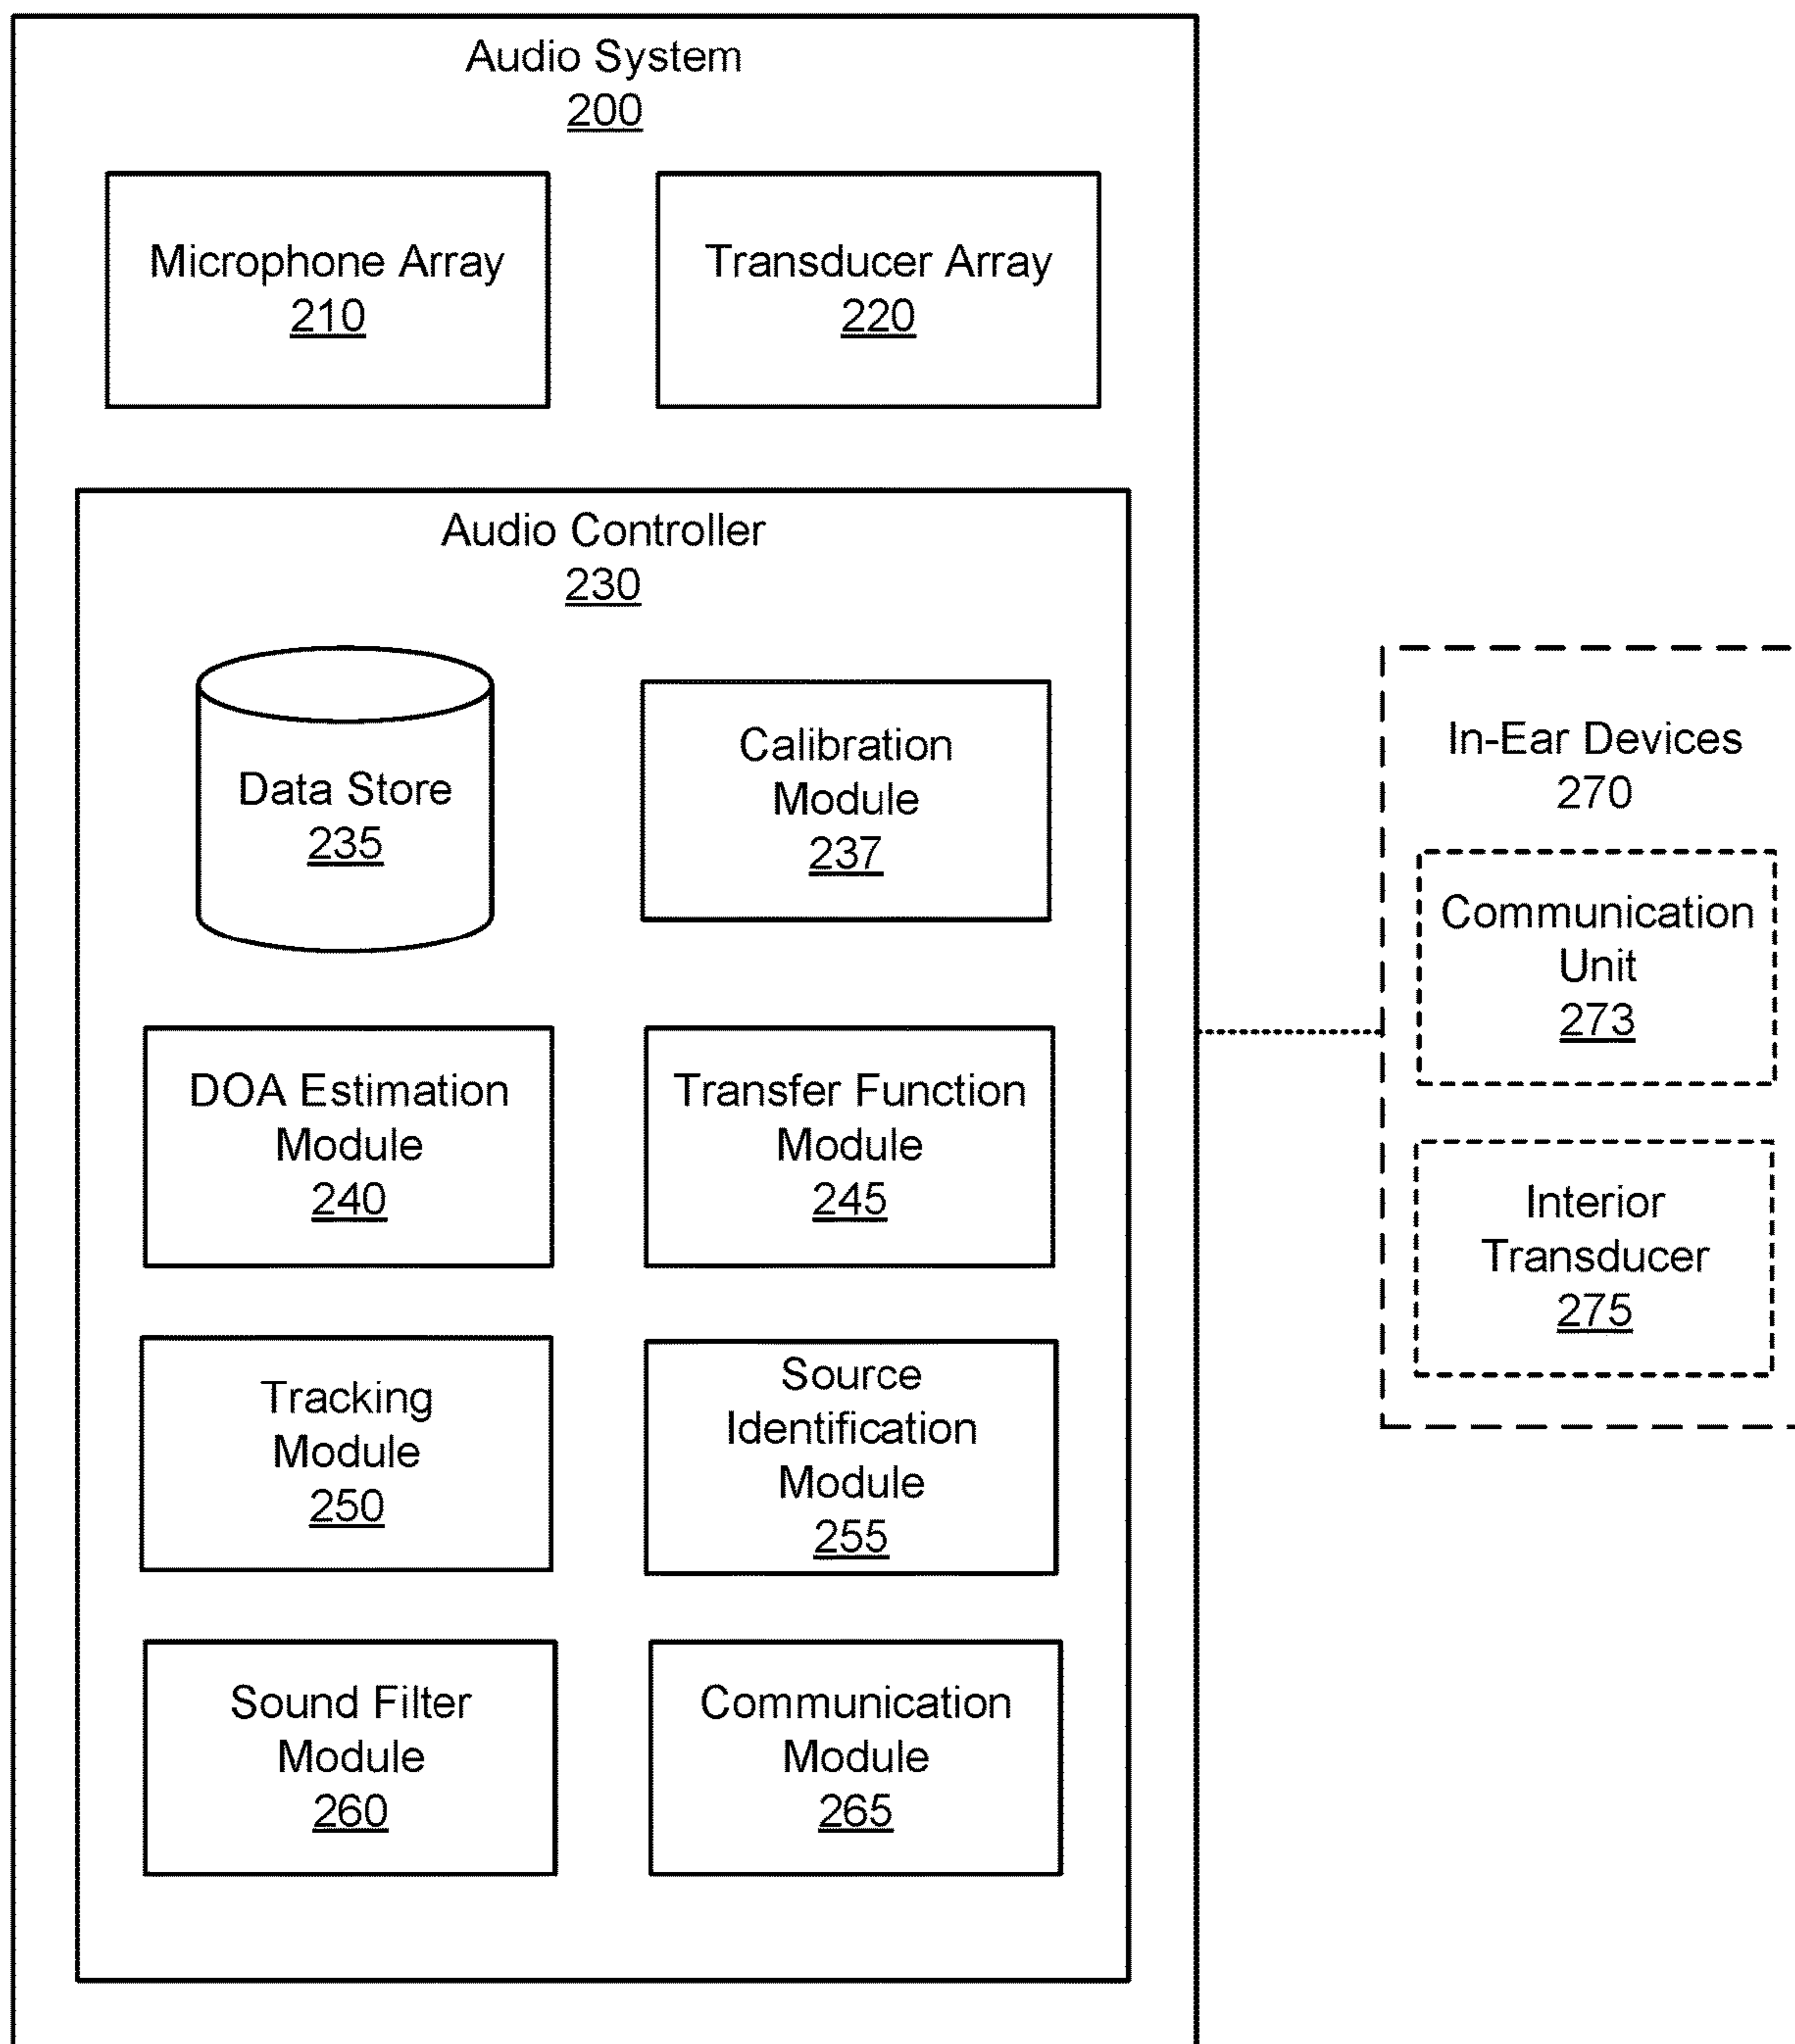 Audio System
200
Microphone Array
210
Transducer Array
220
Audio Controller
230
Data Store
235
Calibration
Module
237
DOA Estimation
Module
240
Transfer Function
Module
245
Tracking
Module
250
Source
Identification
Module
255
Sound Filter
Module
260
Communication
Module
265
In-Ear Devices
270
Communication
Unit
273
Interior
Transducer
275